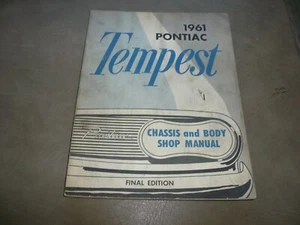 1961
PONTIAC
Tempest
CHASSIS and BODY
SHOP MANUAL
FINAL EDITION